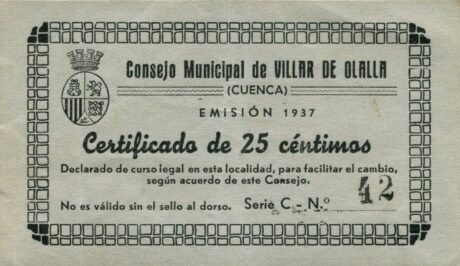 Consejo Municipal de VILLAR DE OLALLA
(CUENCA)
EMISIÓN 1937
Certificado de 25 céntimos
Declarado de curso legal en esta localidad, para facilitar el cambio,
según acuerdo de este Consejo.
No es válido sin el sello al dorso. Serie C - N.º 42